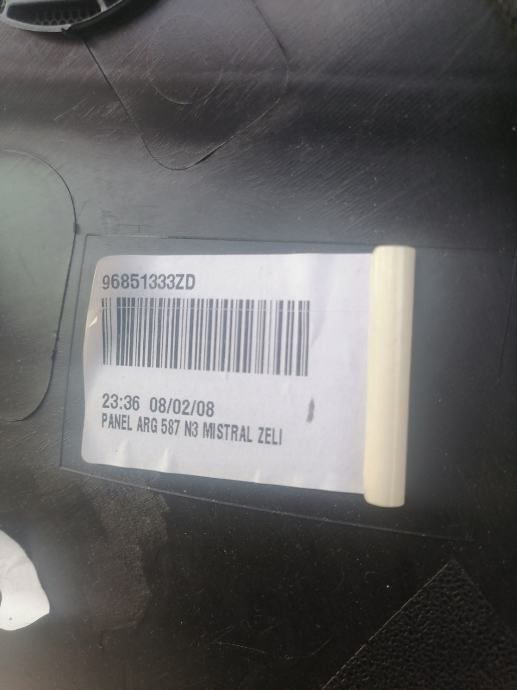 96851333ZD
23:36 08/02/08
PANEL ARG 587 N3 MISTRAL ZELI